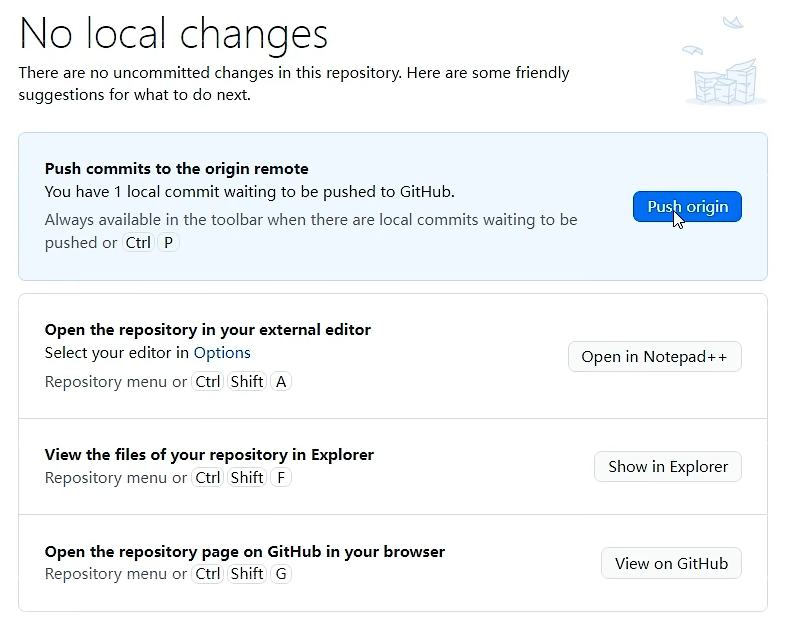 No local changes
There are no uncommitted changes in this repository. Here are some friendly
suggestions for what to do next.
Push commits to the origin remote
You have 1 local commit waiting to be pushed to GitHub.
Always available in the toolbar when there are local commits waiting to be
pushed or Ctrl P
Push origin
Open the repository in your external editor
Select your editor in Options
Repository menu or Ctrl Shift A
Open in Notepad++
View the files of your repository in Explorer
Repository menu or Ctrl Shift F
Show in Explorer
Open the repository page on GitHub in your browser
Repository menu or Ctrl Shift G
View on GitHub